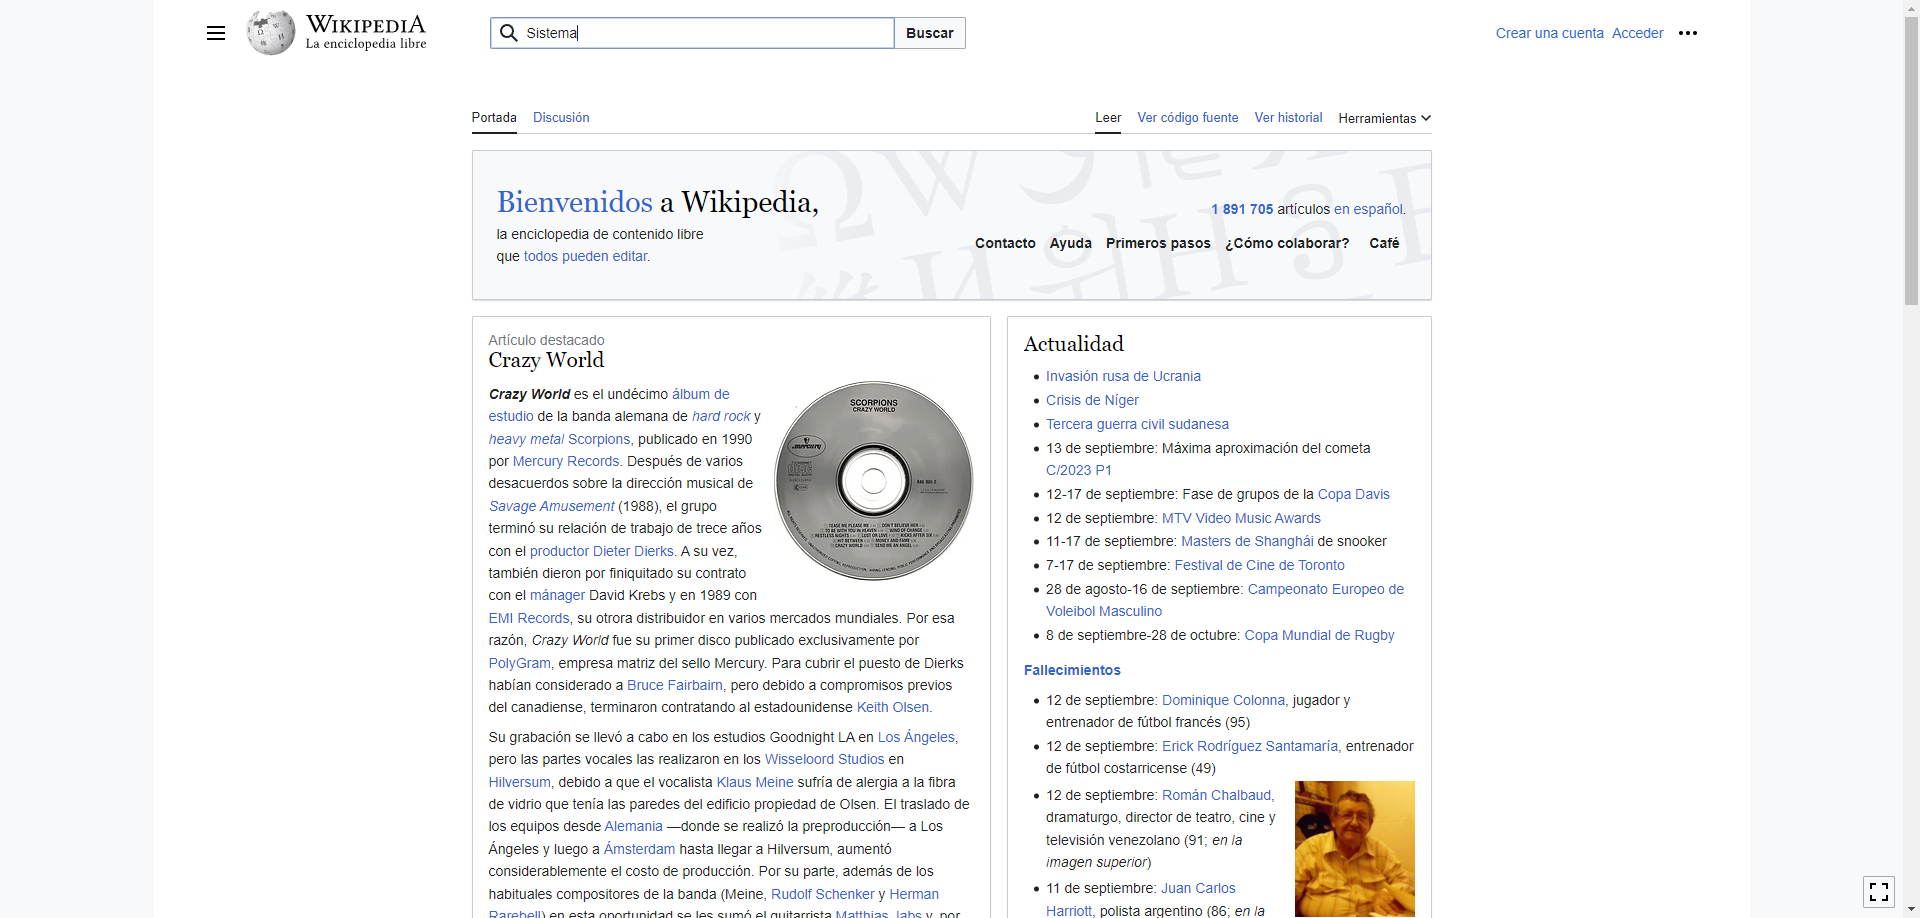 WIKIPEDIA
La enciclopedia libre
Sistema
Buscar
Crear una cuenta Acceder
Portada Discusión
Leer Ver código fuente Ver historial Herramientas
Bienvenidos a Wikipedia,
la enciclopedia de contenido libre
que todos pueden editar.
1 891 705 artículos en español.
Contacto Ayuda Primeros pasos ¿Cómo colaborar? Café
Artículo destacado
Crazy World
Crazy World es el undécimo álbum de
estudio de la banda alemana de hard rock y
heavy metal Scorpions, publicado en 1990
por Mercury Records. Después de varios
desacuerdos sobre la dirección musical de
Savage Amusement (1988), el grupo
terminó su relación de trabajo de trece años
con el productor Dieter Dierks. A su vez,
también dieron por finiquitado su contrato
con el mánager David Krebs y en 1989 con
EMI Records, su otrora distribuidor en varios mercados mundiales. Por esa
razón, Crazy World fue su primer disco publicado exclusivamente por
PolyGram, empresa matriz del sello Mercury. Para cubrir el puesto de Dierks
habían considerado a Bruce Fairbairn, pero debido a compromisos previos
del canadiense, terminaron contratando al estadounidense Keith Olsen.
SCORPIONS
CRAZY WORLD
Su grabación se llevó a cabo en los estudios Goodnight LA en Los Ángeles,
pero las partes vocales las realizaron en los Wisseloord Studios en
Hilversum, debido a que el vocalista Klaus Meine sufría de alergia a la fibra
de vidrio que tenía las paredes del edificio propiedad de Olsen. El traslado de
los equipos desde Alemania —donde se realizó la preproducción— a Los
Ángeles y luego a Ámsterdam hasta llegar a Hilversum, aumentó
considerablemente el costo de producción. Por su parte, además de los
habituales compositores de la banda (Meine, Rudolf Schenker y Herman
Rarebell) en esta oportunidad se les sumó el guitarrista Matthias Jabs y, por
Actualidad
Invasión rusa de Ucrania
Crisis de Níger
Tercera guerra civil sudanesa
13 de septiembre: Máxima aproximación del cometa
C/2023 P1
12-17 de septiembre: Fase de grupos de la Copa Davis
12 de septiembre: MTV Video Music Awards
11-17 de septiembre: Masters de Shanghái de snooker
7-17 de septiembre: Festival de Cine de Toronto
28 de agosto-16 de septiembre: Campeonato Europeo de
Voleibol Masculino
8 de septiembre-28 de octubre: Copa Mundial de Rugby
Fallecimientos
12 de septiembre: Dominique Colonna, jugador y
entrenador de fútbol francés (95)
12 de septiembre: Erick Rodríguez Santamaría, entrenador
de fútbol costarricense (49)
12 de septiembre: Román Chalbaud,
dramaturgo, director de teatro, cine y
televisión venezolano (91; en la
imagen superior)
11 de septiembre: Juan Carlos
Harriott, polista argentino (86; en la